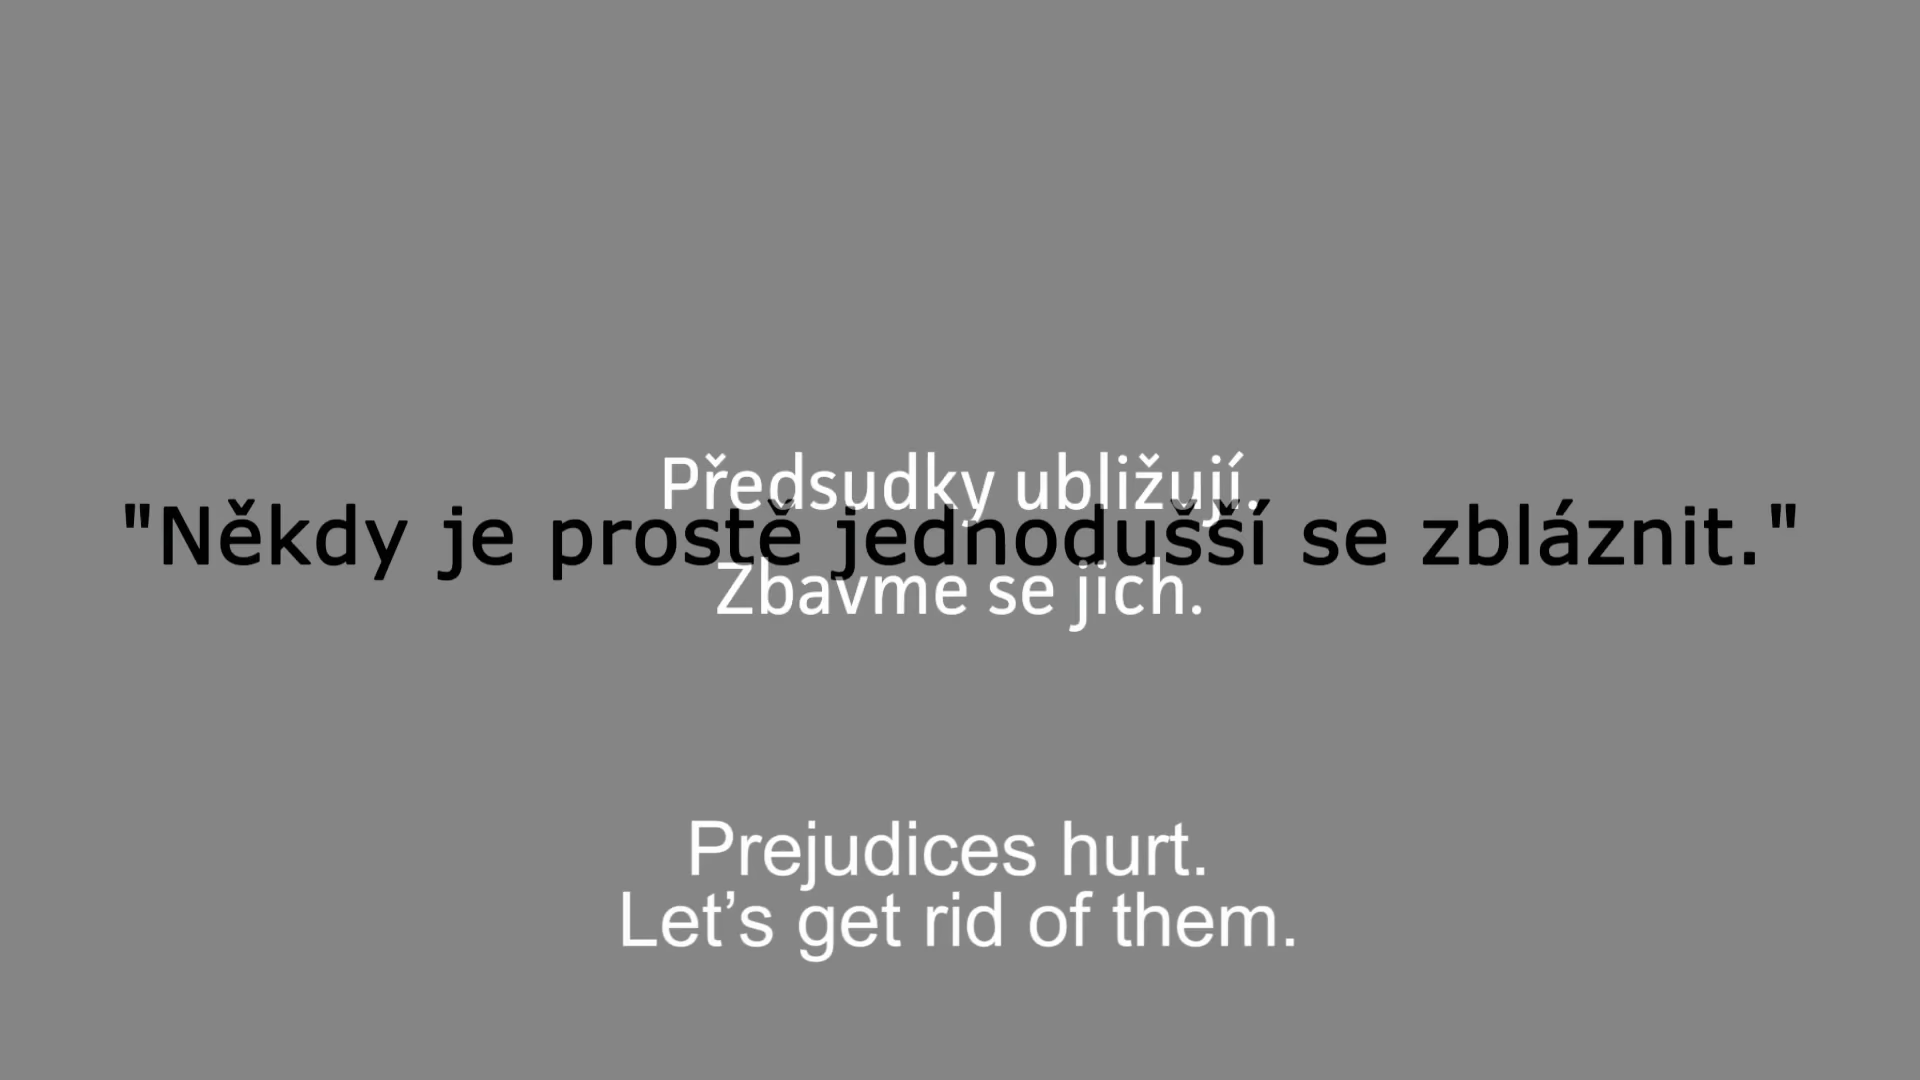 Předsudky ubližují.
"Někdy je prostě jednodušší se zbláznit."
Zbavme se jich.
Prejudices hurt.
Let’s get rid of them.